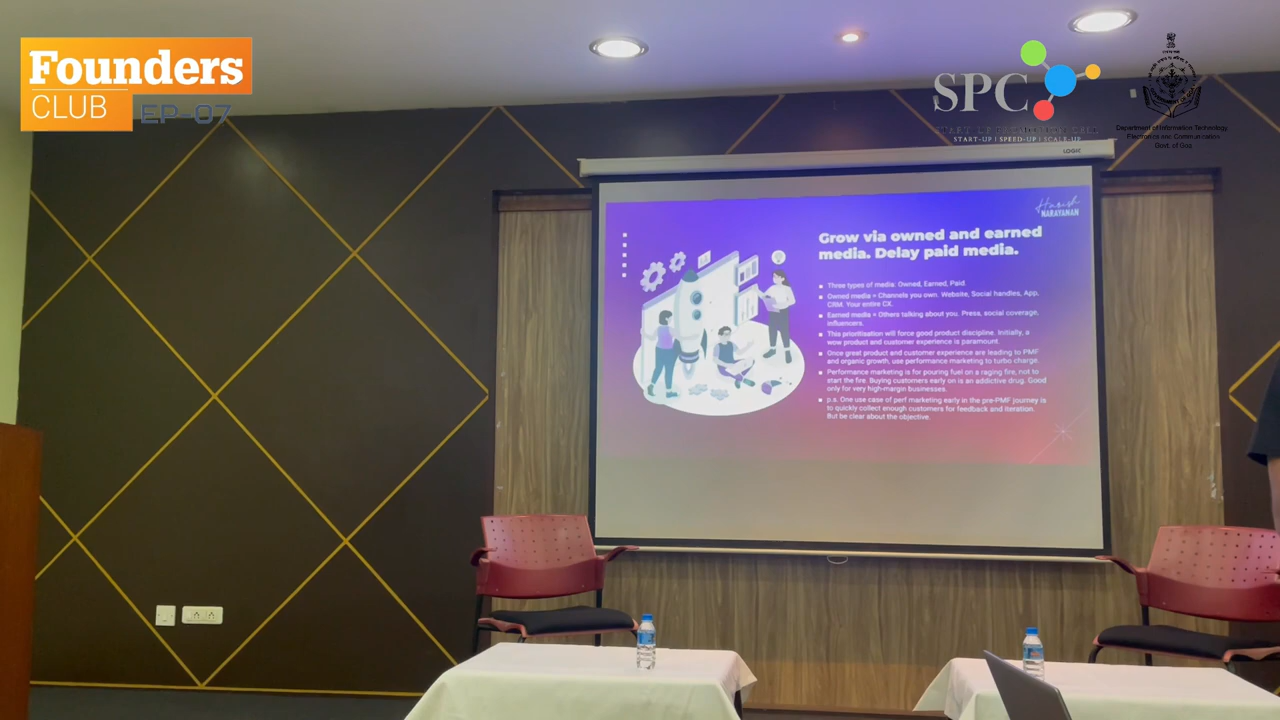 Founders
CLUB
EP-07
SPC
START-UP PROMOTION CELL
START-UP | SPEED-UP | SCALE-UP
Department of Information Technology,
Electronics and Communication
Govt. of Goa
LOGIC
Harish
NARAYANAN
Grow via owned and earned
media. Delay paid media.
Three types of media: Owned, Earned, Paid.
Owned media = Channels you own. Website, Social handles, App,
CRM. Your entire CX.
Earned media = Others talking about you. Press, social coverage,
influencers.
This prioritisation will force good product discipline. Initially, a
wow product and customer experience is paramount.
Once great product and customer experience are leading to PMF
and organic growth, use performance marketing to turbo charge.
Performance marketing is for pouring fuel on a raging fire, not to
start the fire. Buying customers early on is an addictive drug. Good
only for very high-margin businesses.
p.s. One use case of perf marketing early in the pre-PMF journey is
to quickly collect enough customers for feedback and iteration.
But be clear about the objective.